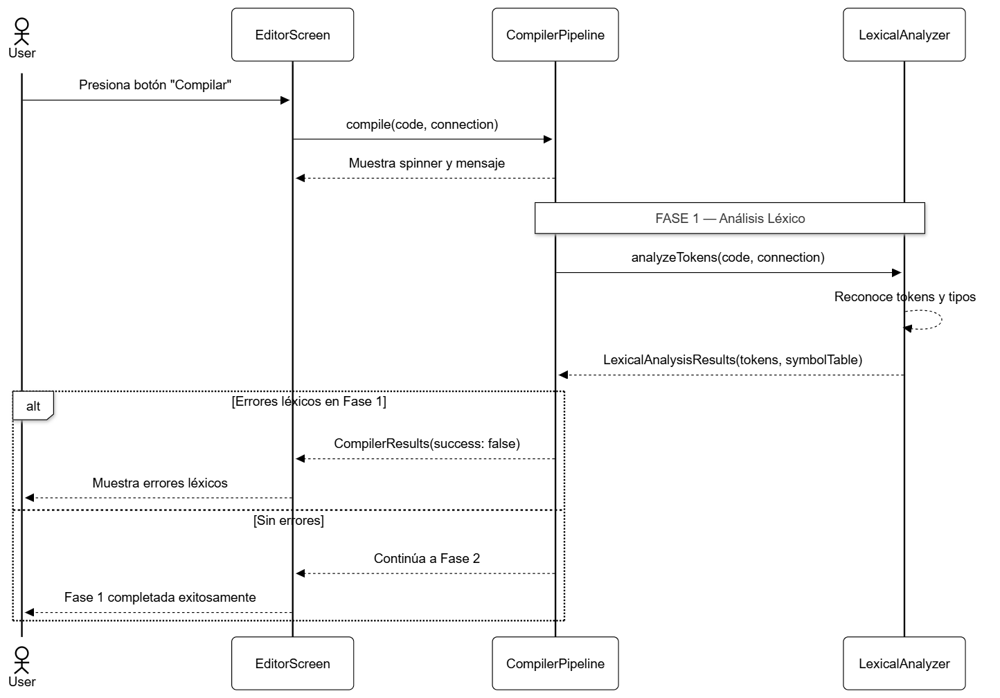 User
EditorScreen
CompilerPipeline
LexicalAnalyzer
Presiona botón "Compilar"
compile(code, connection)
Muestra spinner y mensaje
FASE 1 — Análisis Léxico
analyzeTokens(code, connection)
Reconoce tokens y tipos
LexicalAnalysisResults(tokens, symbolTable)
alt
[Errores léxicos en Fase 1]
CompilerResults(success: false)
Muestra errores léxicos
[Sin errores]
Continúa a Fase 2
Fase 1 completada exitosamente
User
EditorScreen
CompilerPipeline
LexicalAnalyzer